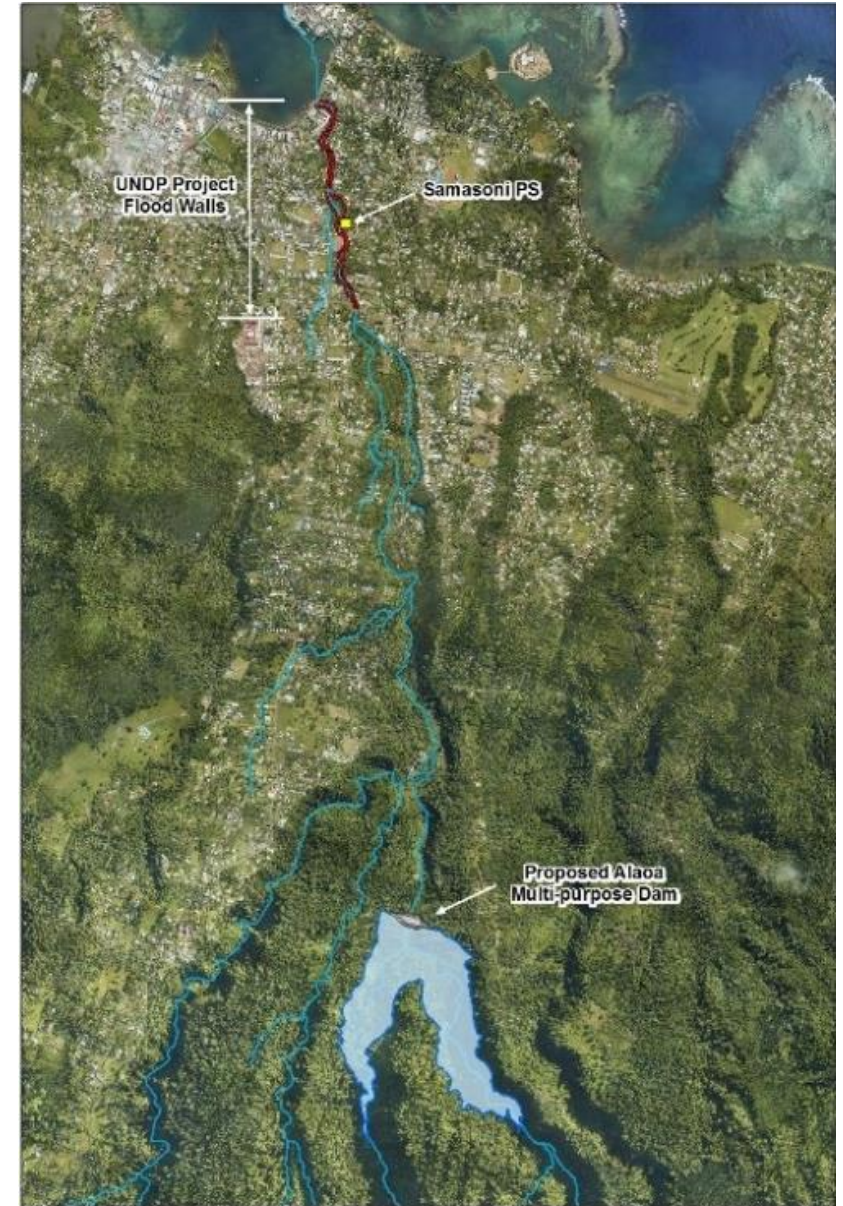 UNDP Project
Flood Walls
Samasoni PS
Proposed Alaoa
Multi-purpose Dam